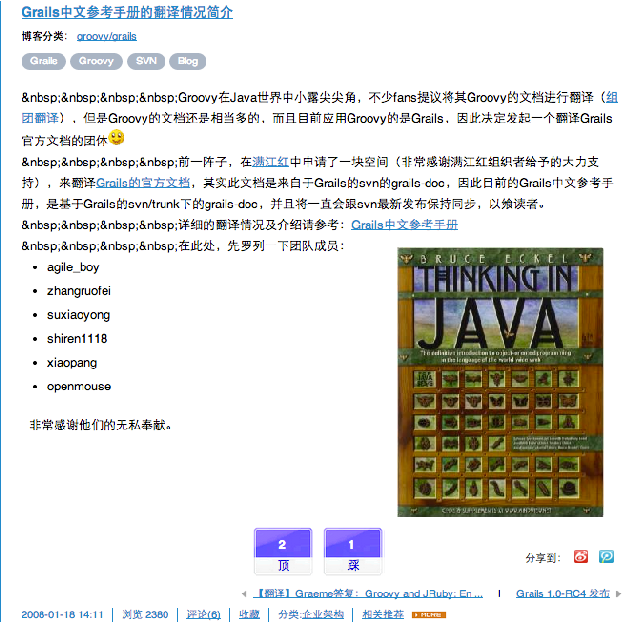 Grails中文参考手册的翻译情况简介
博客分类： groovy/grails
Grails Groovy SVN Blog
&nbsp;&nbsp;&nbsp;&nbsp;Groovy在Java世界中小露尖尖角，不少fans提议将其Groovy的文档进行翻译（组
团翻译），但是Groovy的文档还是相当多的，而且目前应用Groovy的是Grails，因此决定发起一个翻译Grails
官方文档的团体
&nbsp;&nbsp;&nbsp;&nbsp;前一阵子，在满江红中申请了一块空间（非常感谢满江红组织者给予的大力支
持），来翻译Grails的官方文档，其实此文档是来自于Grails的svn的grails-doc，因此目前的Grails中文参考手
册，是基于Grails的svn/trunk下的grails-doc，并且将一直会跟svn最新发布保持同步，以飨读者。
&nbsp;&nbsp;&nbsp;&nbsp;详细的翻译情况及介绍请参考：Grails中文参考手册
&nbsp;&nbsp;&nbsp;&nbsp;在此处，先罗列一下团队成员：
agile_boy
zhangruofei
suxiaoyong
shiren1118
xiaopang
openmouse
非常感谢他们的无私奉献。
BRUCE ECKEL
THINKING IN
JAVA
The definitive introduction to object-oriented programming
in the language of the world-wide web
2 1
顶 踩
分享到：
【翻译】Graeme答复：Groovy and JRuby: En ... | Grails 1.0-RC4 发布
2008-01-18 14:11 | 浏览 2380 | 评论(6) | 收藏 | 分类:企业架构 | 相关推荐 MORE